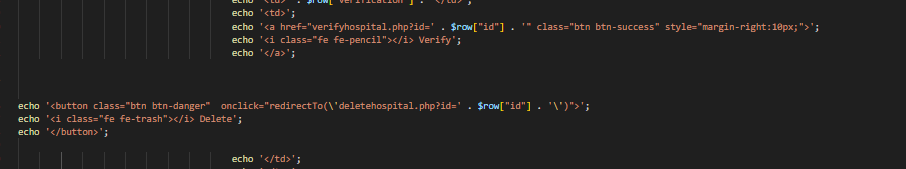 echo '<td>' . $row["verification"] . '</td>';
echo '<td>';
echo '<a href="verifyhospital.php?id=' . $row["id"] . '" class="btn btn-success" style="margin-right:10px;">';
echo '<i class="fe fe-pencil"></i> Verify';
echo '</a>';
echo '<button class="btn btn-danger"  onclick="redirectTo(\'deletehospital.php?id=' . $row["id"] . '\')">';
echo '<i class="fe fe-trash"></i> Delete';
echo '</button>';
echo '</td>';